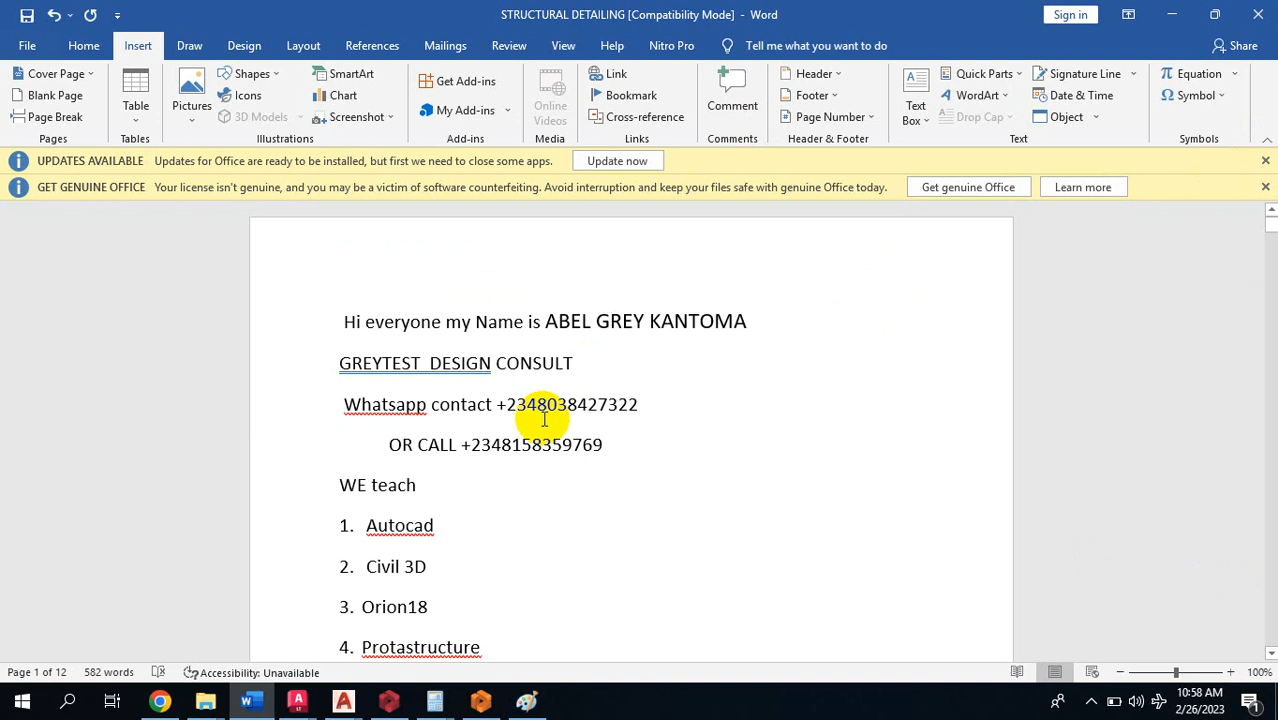 STRUCTURAL DETAILING [Compatibility Mode] - Word
Sign in
File Home Insert Draw Design Layout References Mailings Review View Help Nitro Pro Tell me what you want to do Share
Cover Page Shapes SmartArt Get Add-ins Link Header Quick Parts Signature Line Equation
Blank Page Table Pictures Icons Chart Online Videos Bookmark Comment Footer Text Box WordArt Date & Time Symbol
Page Break 3D Models Screenshot My Add-ins Cross-reference Page Number Drop Cap Object
Pages Tables Illustrations Add-ins Media Links Comments Header & Footer Text Symbols
UPDATES AVAILABLE Updates for Office are ready to be installed, but first we need to close some apps. Update now
GET GENUINE OFFICE Your license isn't genuine, and you may be a victim of software counterfeiting. Avoid interruption and keep your files safe with genuine Office today. Get genuine Office Learn more
Hi everyone my Name is ABEL GREY KANTOMA
GREYTEST DESIGN CONSULT
Whatsapp contact +2348038427322
OR CALL +2348158359769
WE teach
1. Autocad
2. Civil 3D
3. Orion18
4. Protastructure
Page 1 of 12 582 words Accessibility: Unavailable 100%
10:58 AM
2/26/2023